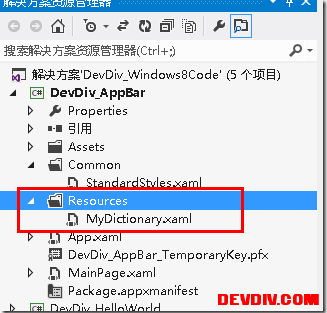 解决方案资源管理器
搜索解决方案资源管理器(Ctrl+;)
解决方案'DevDiv_Windows8Code' (5 个项目)
C# DevDiv_AppBar
Properties
引用
Assets
Common
StandardStyles.xaml
Resources
MyDictionary.xaml
App.xaml
DevDiv_AppBar_TemporaryKey.pfx
MainPage.xaml
Package.appxmanifest
C# DevDiv_HelloWorld
DEVDIV.COM